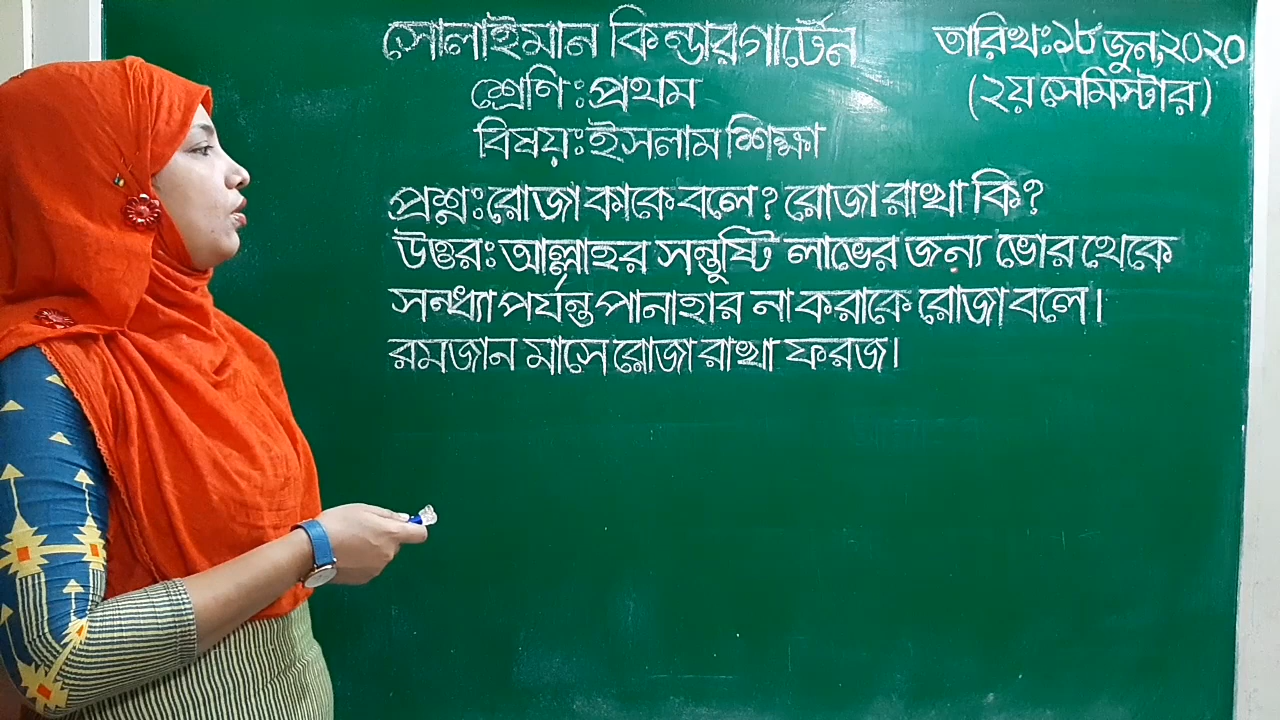 সোলাইমান কিন্ডারগার্টেন
তারিখঃ১৮ জুন,২০২০
শ্রেণি ঃপ্রথম
(২য় সেমিস্টার)
বিষয়ঃইসলাম শিক্ষা
প্রশ্নঃরোজা কাকে বলে? রোজা রাখা কি?
উত্তরঃ আল্লাহর সন্তুষ্টি লাভের জন্য ভোর থেকে
সন্ধ্যা পর্যন্ত পানাহার না করাকে রোজা বলে।
রমজান মাসে রোজা রাখা ফরজ।